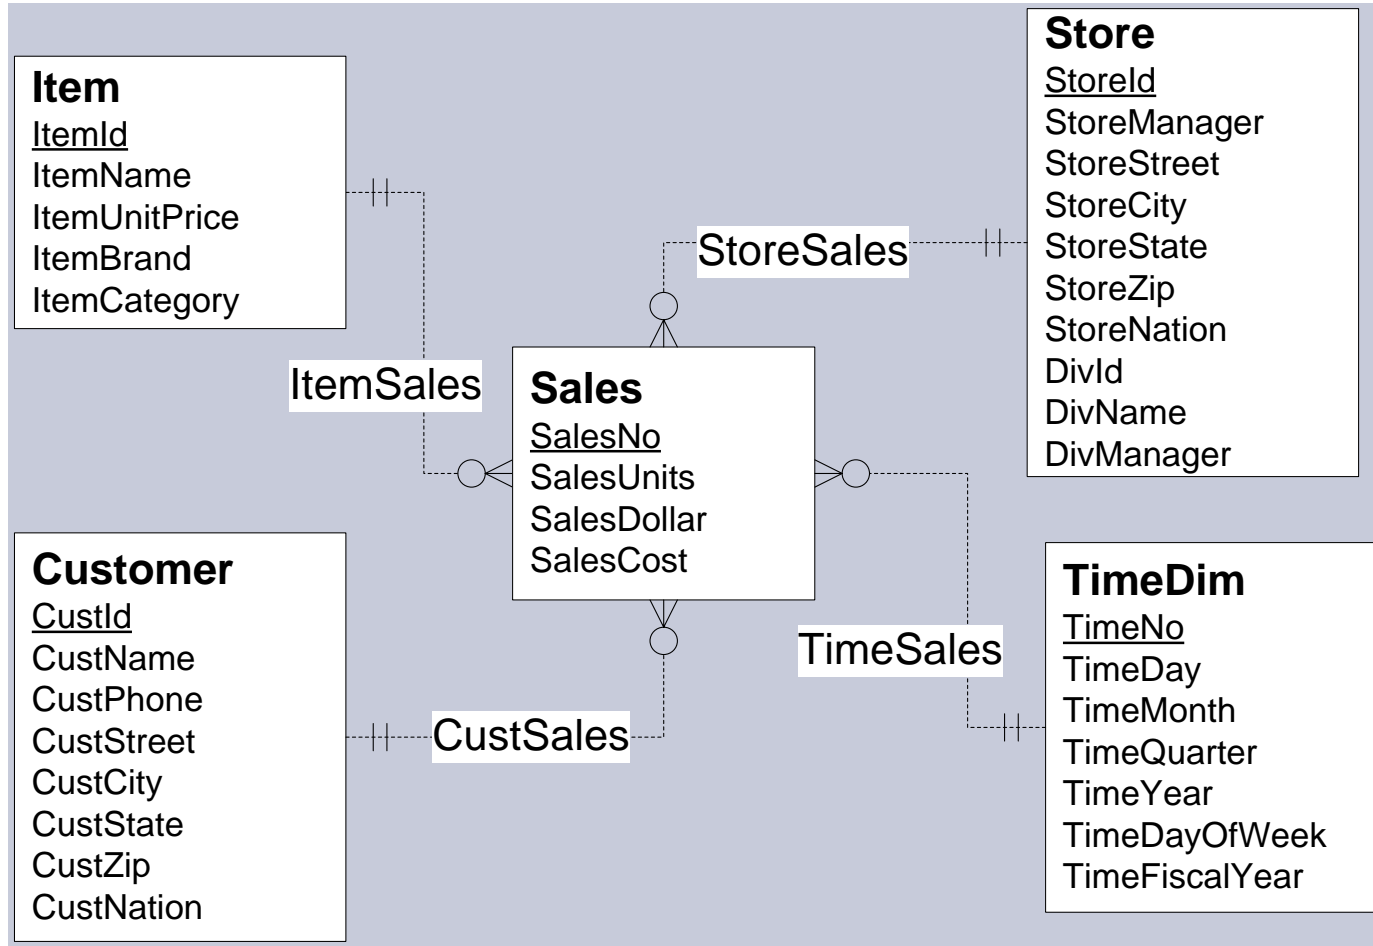 Item
ItemId
ItemName
ItemUnitPrice
ItemBrand
ItemCategory
Store
StoreId
StoreManager
StoreStreet
StoreCity
StoreState
StoreZip
StoreNation
DivId
DivName
DivManager
StoreSales
ItemSales
Sales
SalesNo
SalesUnits
SalesDollar
SalesCost
Customer
CustId
CustName
CustPhone
CustStreet
CustCity
CustState
CustZip
CustNation
CustSales
TimeSales
TimeDim
TimeNo
TimeDay
TimeMonth
TimeQuarter
TimeYear
TimeDayOfWeek
TimeFiscalYear